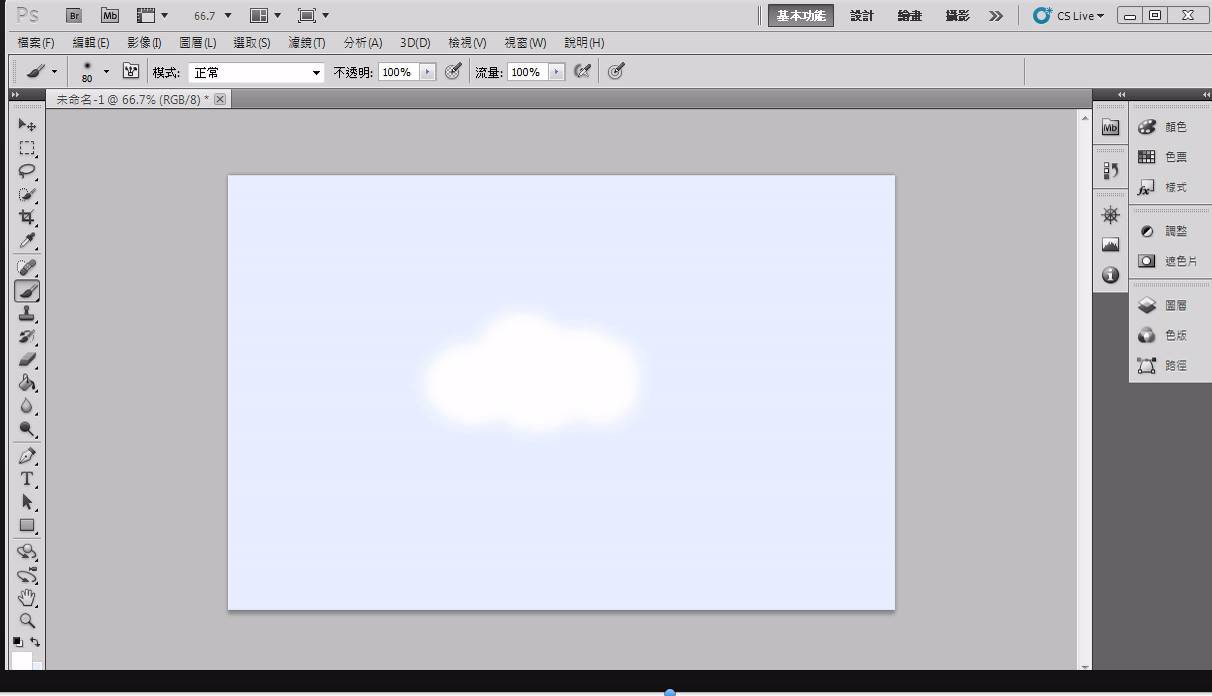 Ps Br Mb 66.7 基本功能 設計 繪畫 攝影 CS Live
檔案(F) 編輯(E) 影像(I) 圖層(L) 選取(S) 濾鏡(T) 分析(A) 3D(D) 檢視(V) 視窗(W) 說明(H)
80 模式: 正常 不透明: 100% 流量: 100%
未命名-1 @ 66.7% (RGB/8) *
Mb 顏色
色票
樣式
調整
遮色片
圖層
色版
路徑